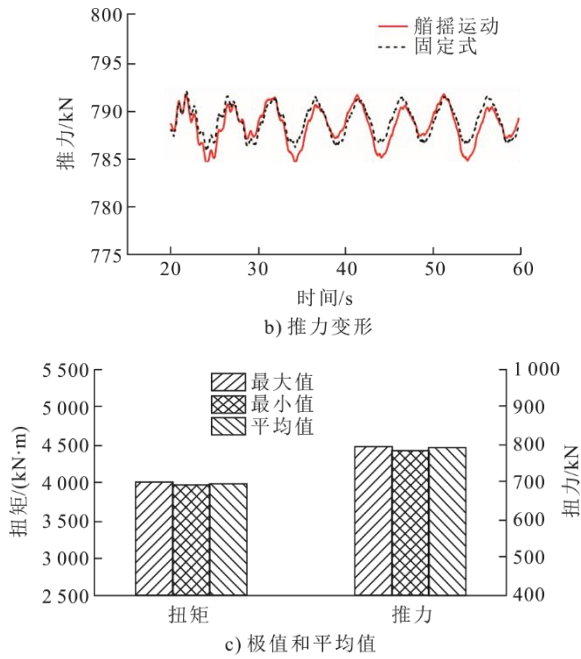 800
795
790
785
780
775
推力/kN
艏摇运动
固定式
20 30 40 50 60
时间/s
b) 推力变形
5 500
5 000
4 500
4 000
3 500
3 000
2 500
扭矩/(kN·m)
最大值
最小值
平均值
1 000
900
800
700
600
500
400
扭力/kN
扭矩 推力
c) 极值和平均值